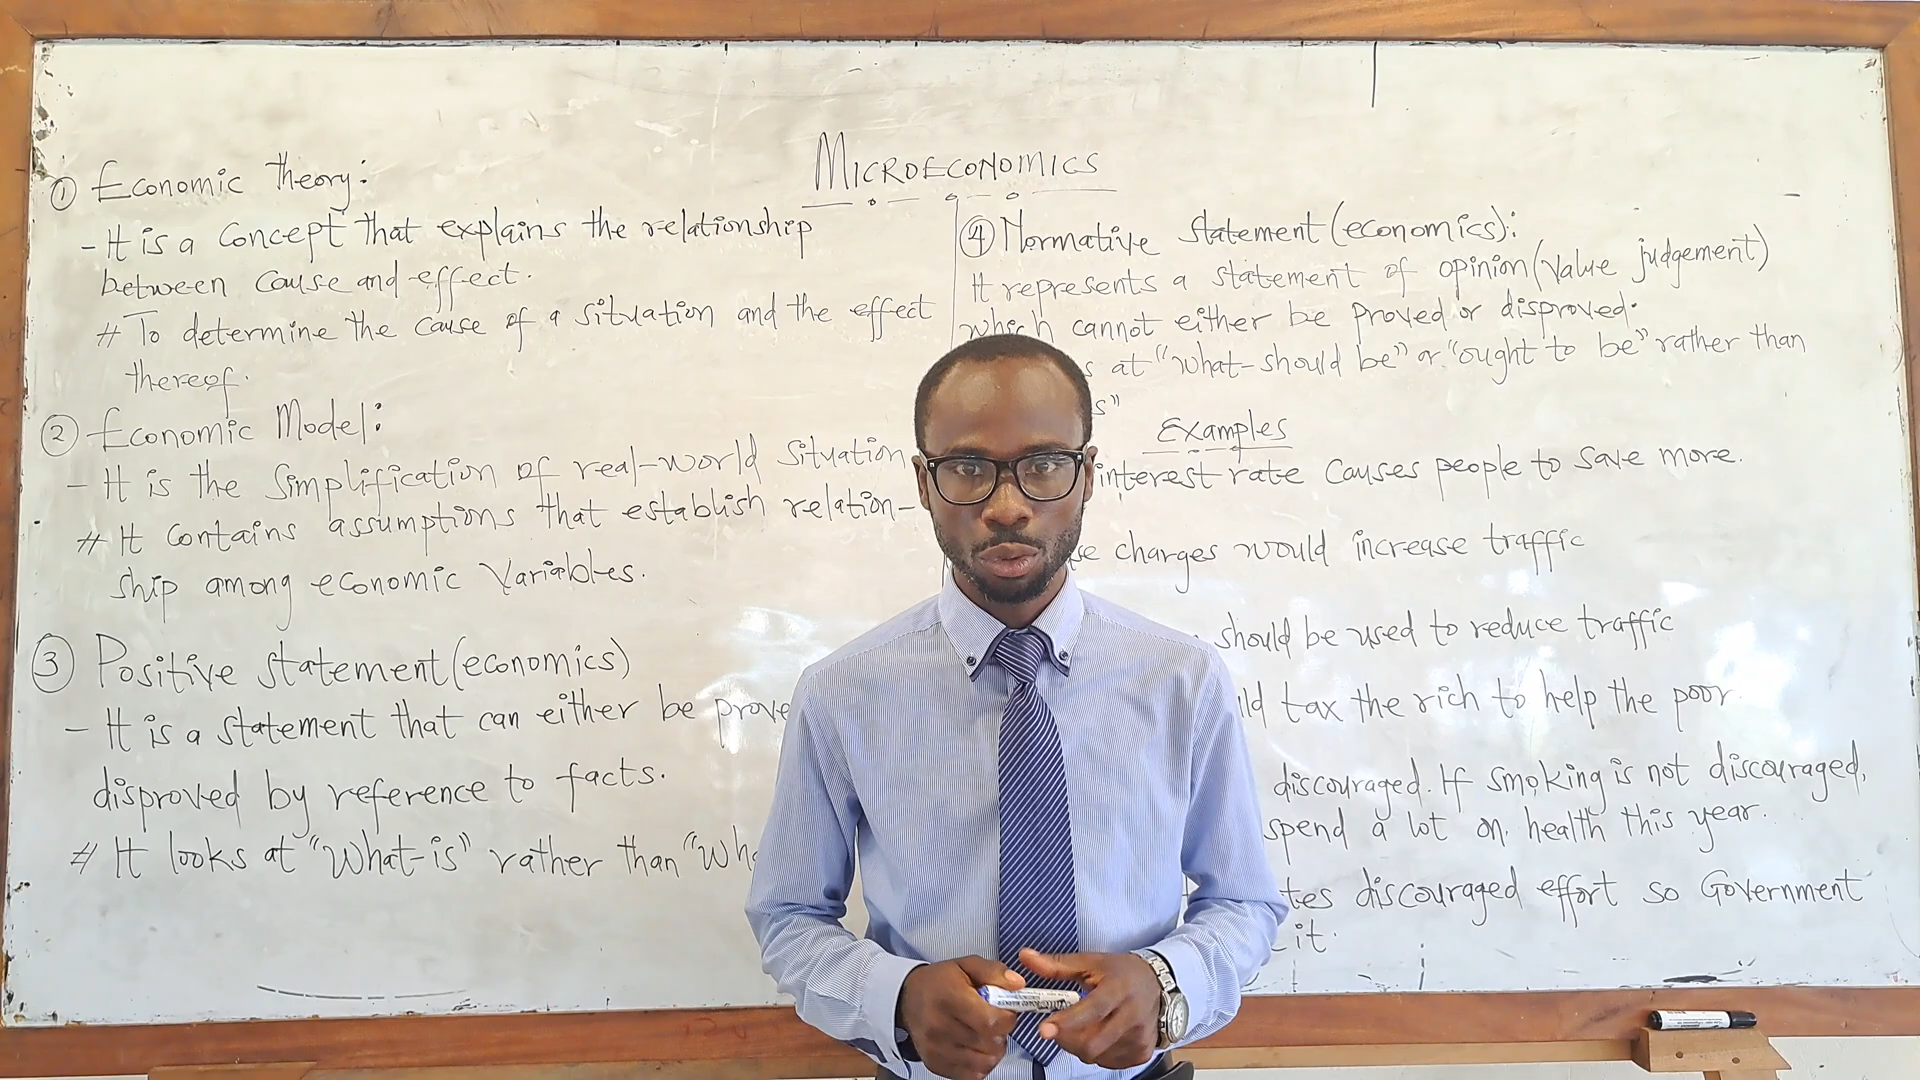 MICROECONOMICS
① Economic theory:
- It is a concept that explains the relationship
between cause and effect.
# To determine the cause of a situation and the effect
thereof.
② Economic Model:
- It is the simplification of real-world situation
# It contains assumptions that establish relation-
ship among economic variables.
③ Positive statement (economics)
- It is a statement that can either be prove
disproved by reference to facts.
# It looks at "What-is" rather than "Wh
④ Normative statement (economics):
It represents a statement of opinion (value judgement)
which cannot either be proved or disproved.
s at "what-should be" or "ought to be" rather than
s"
Examples
interest rate causes people to save more.
se charges would increase traffic
should be used to reduce traffic
ld tax the rich to help the poor
discouraged. If smoking is not discouraged,
spend a lot on health this year.
tes discouraged effort so Government
it.